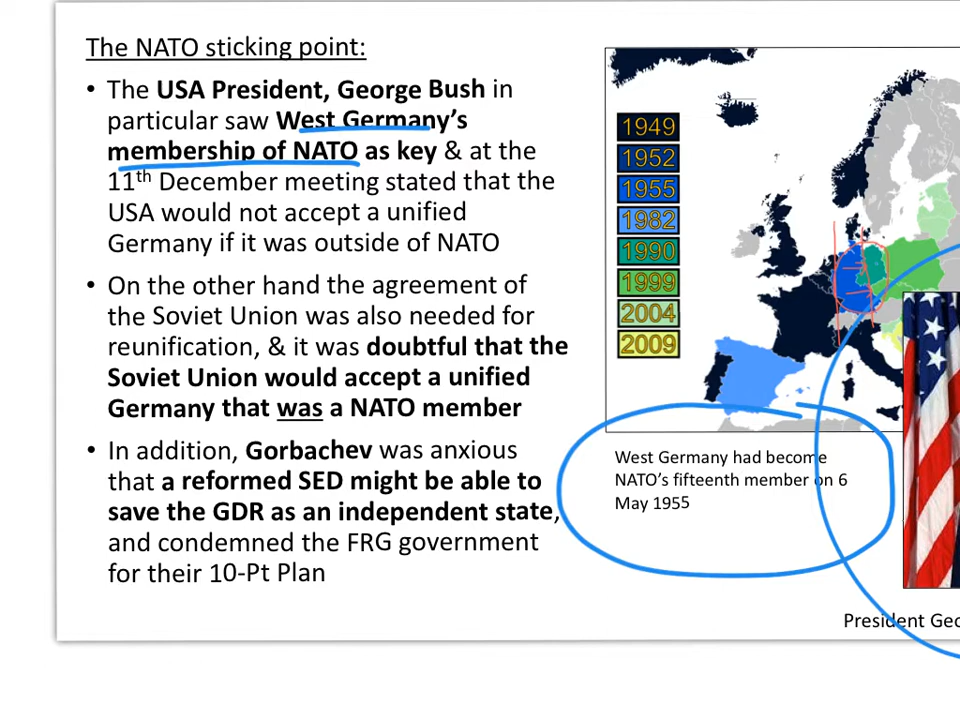 The NATO sticking point:
• The USA President, George Bush in
particular saw West Germany's
membership of NATO as key & at the
11th December meeting stated that the
USA would not accept a unified
Germany if it was outside of NATO
• On the other hand the agreement of
the Soviet Union was also needed for
reunification, & it was doubtful that the
Soviet Union would accept a unified
Germany that was a NATO member
• In addition, Gorbachev was anxious
that a reformed SED might be able to
save the GDR as an independent state,
and condemned the FRG government
for their 10-Pt Plan
1949
1952
1955
1982
1990
1999
2004
2009
West Germany had become
NATO's fifteenth member on 6
May 1955
President Geo